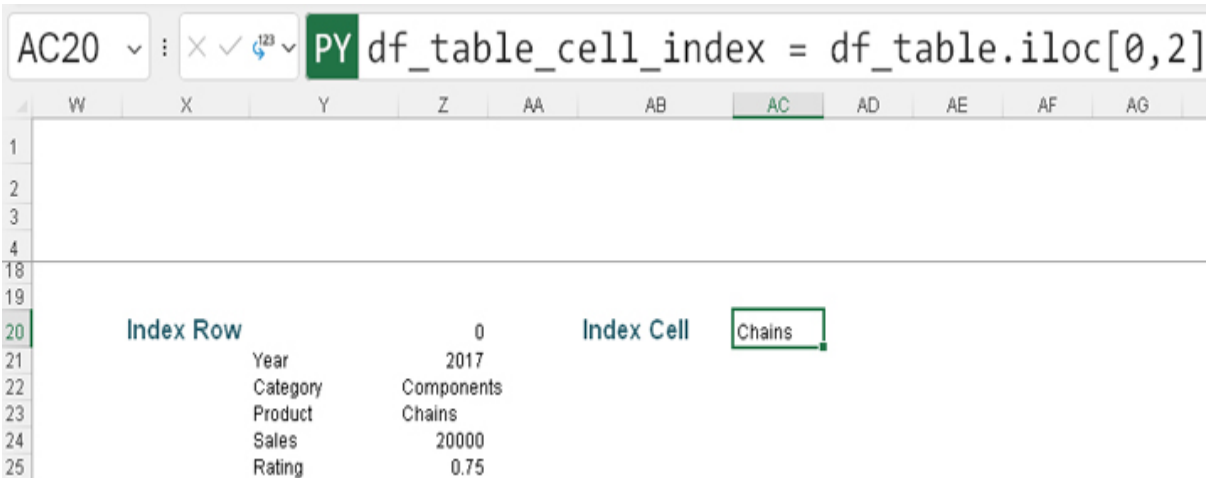 AC20 123 PY df_table_cell_index = df_table.iloc[0,2]
W X Y Z AA AB AC AD AE AF AG
1
2
3
4
18
19
20 Index Row 0 Index Cell Chains
21 Year 2017
22 Category Components
23 Product Chains
24 Sales 20000
25 Rating 0.75